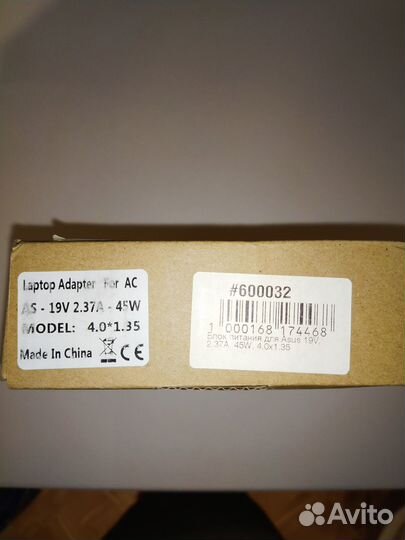 Laptop Adapter For AC
AS - 19V 2.37A - 45W
MODEL: 4.0*1.35
Made In China CE
#600032
1 000168 174468
Блок питания для Asus 19V,
2.37A, 45W, 4.0x1.35
Avito